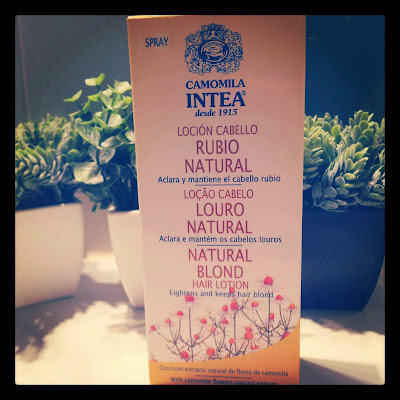 SPRAY
CAMOMILA
INTEA®
desde 1915
LOCIÓN CABELLO
RUBIO
NATURAL
Aclara y mantiene el cabello rubio
LOÇÃO CABELO
LOURO
NATURAL
Aclara e mantém os cabelos louros
NATURAL
BLOND
HAIR LOTION
Lightens and keeps hair blond
Con/com extracto natural de flores de camomila
With camomile flowers natural extract